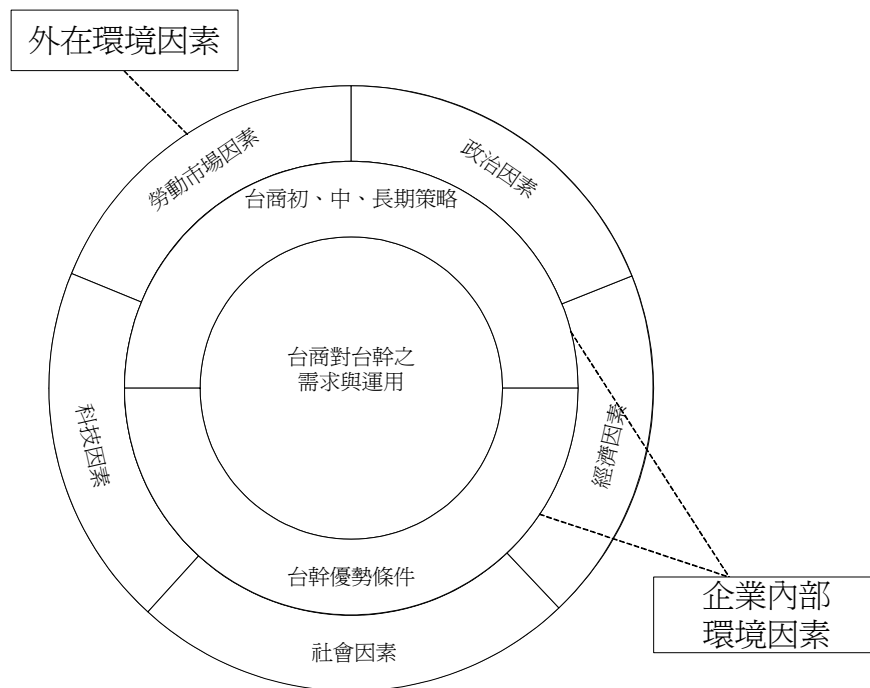 外在環境因素
勞動市場因素
政治因素
台商初、中、長期策略
台商對台幹之
需求與運用
科技因素
經濟因素
台幹優勢條件
社會因素
企業內部
環境因素